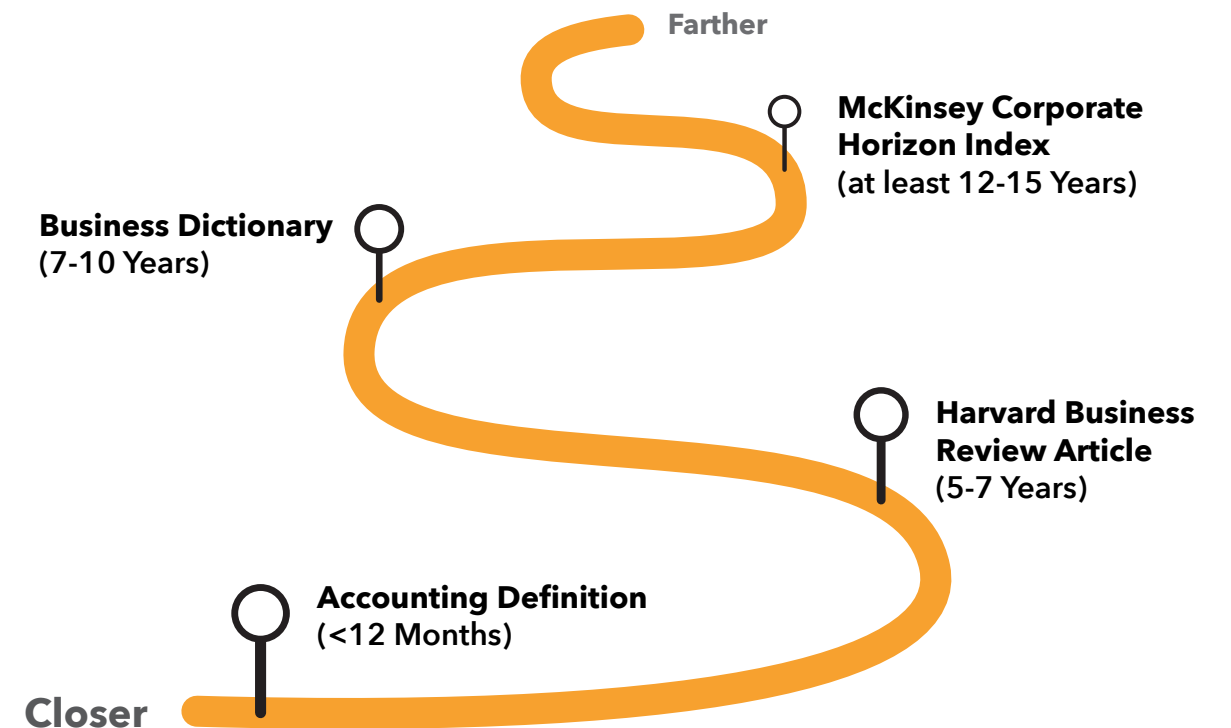 Farther
McKinsey Corporate
Horizon Index
(at least 12-15 Years)
Business Dictionary
(7-10 Years)
Harvard Business
Review Article
(5-7 Years)
Accounting Definition
(<12 Months)
Closer